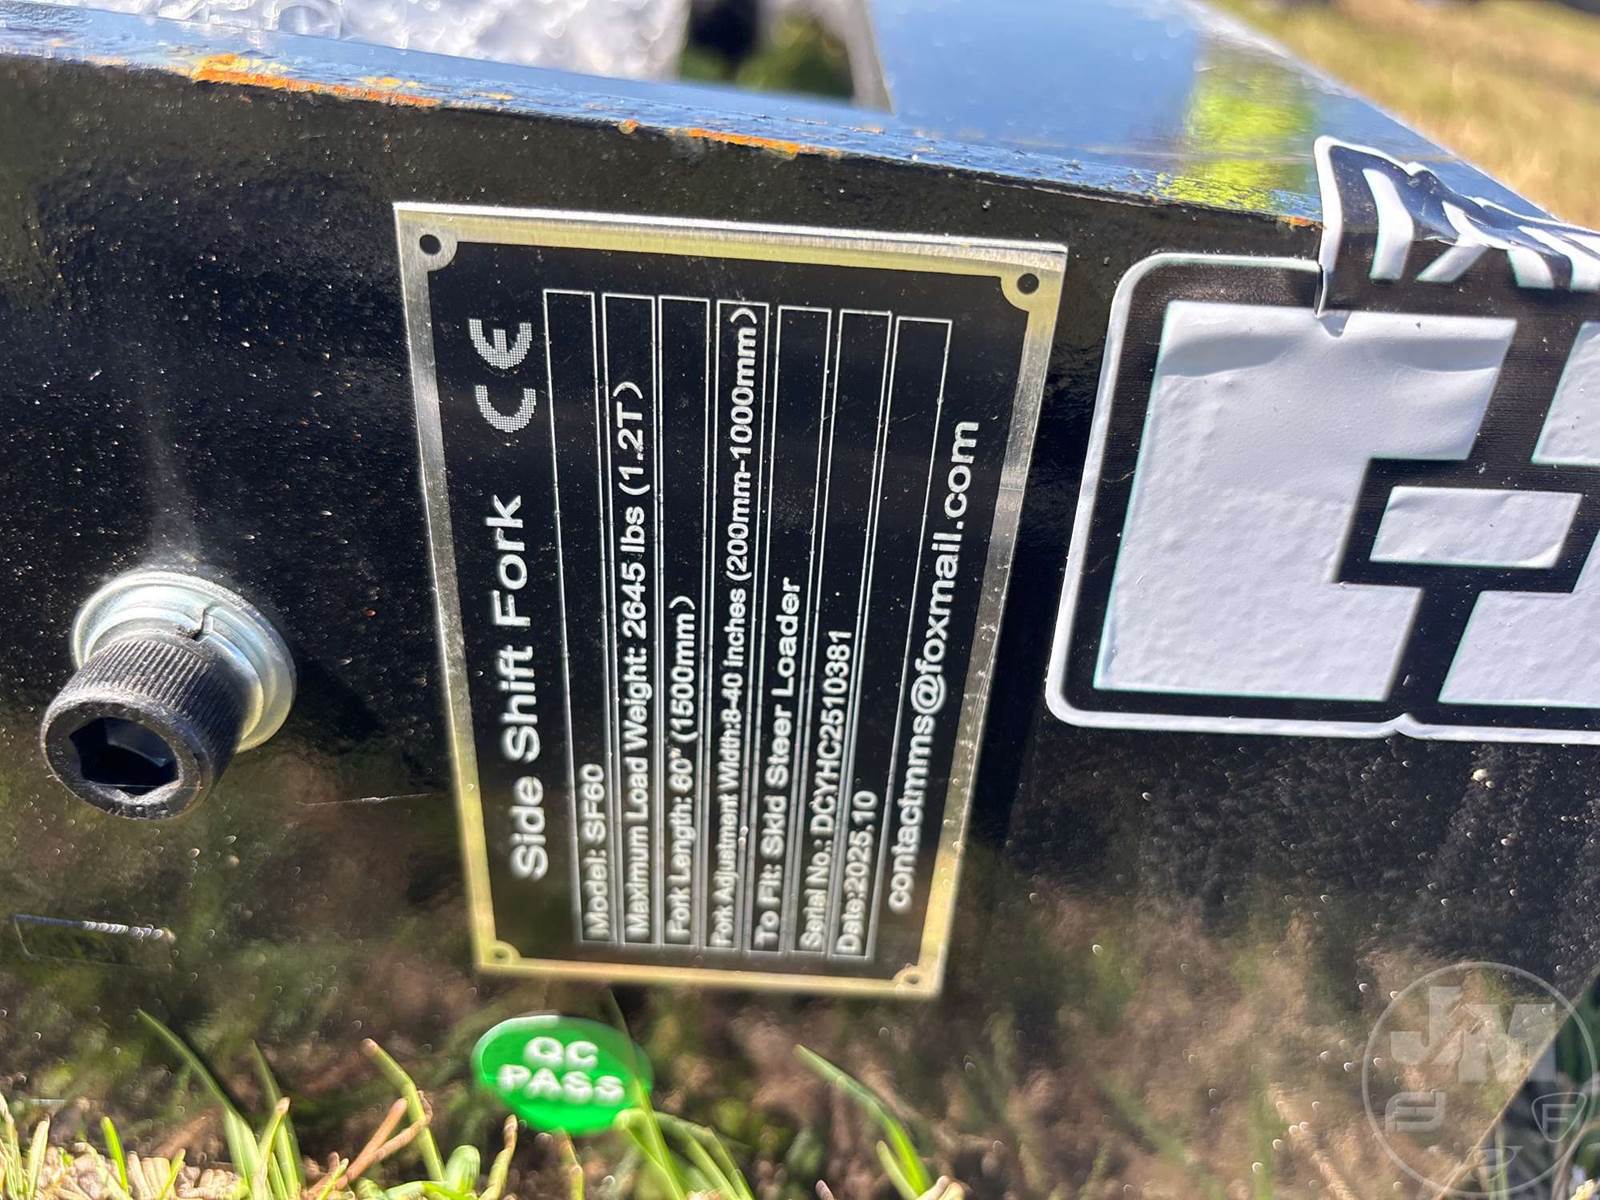 Side Shift Fork CE
Model: SF60
Maximum Load Weight: 2645 lbs (1.2T)
Fork Length: 60" (1500mm)
Fork Adjustment Width:8-40 inches (200mm-1000mm)
To Fit: Skid Steer Loader
Serial No.: DCYHC2510381
Date:2025.10
contactmms@foxmail.com
QC
PASS
JM